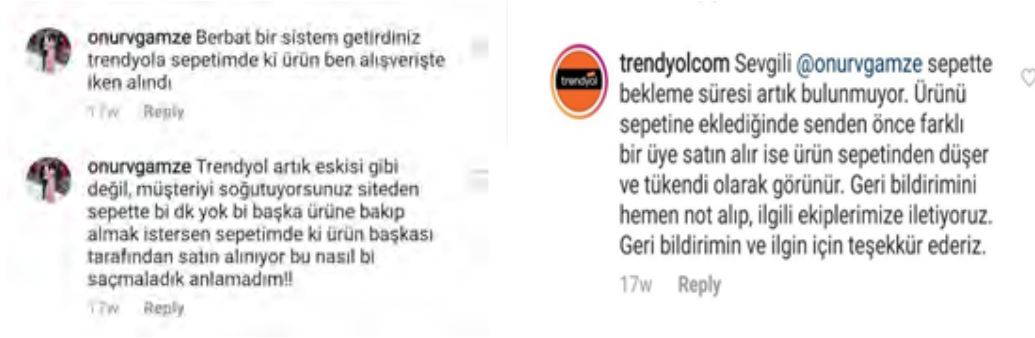 onurvgamze Berbat bir sistem getirdiniz
trendyola sepetimde ki ürün ben alışverişte
iken alındı
17w Reply
onurvgamze Trendyol artık eskisi gibi
değil, müşteriyi soğutuyorsunuz siteden
sepette bi dk yok bi başka ürüne bakıp
almak istersen sepetimde ki ürün başkası
tarafından satın alınıyor bu nasıl bi
saçmaladık anlamadım!!
17w Reply
trendyol
trendyolcom Sevgili @onurvgamze sepette
bekleme süresi artık bulunmuyor. Ürünü
sepetine eklediğinde senden önce farklı
bir üye satın alır ise ürün sepetinden düşer
ve tükendi olarak görünür. Geri bildirimini
hemen not alıp, ilgili ekiplerimize iletiyoruz.
Geri bildirimin ve ilgin için teşekkür ederiz.
17w Reply